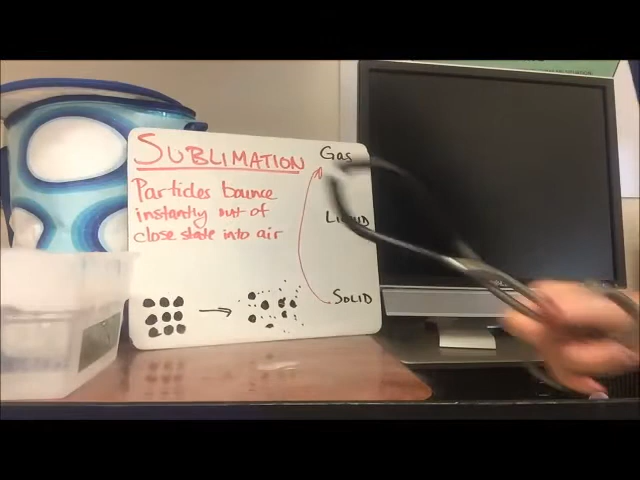 SUBLIMATION
Particles bounce
instantly out of
close state into air
Gas
LIQUID
SOLID